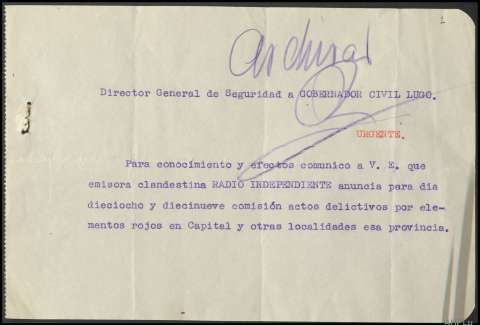 Archivar
Director General de Seguridad a GOBERNADOR CIVIL LUGO.
URGENTE.
Para conocimiento y efectos comunico a V. E. que
emisora clandestina RADIO INDEPENDIENTE anuncia para dia
dieciocho y diecinueve comisión actos delictivos por ele-
mentos rojos en Capital y otras localidades esa provincia.